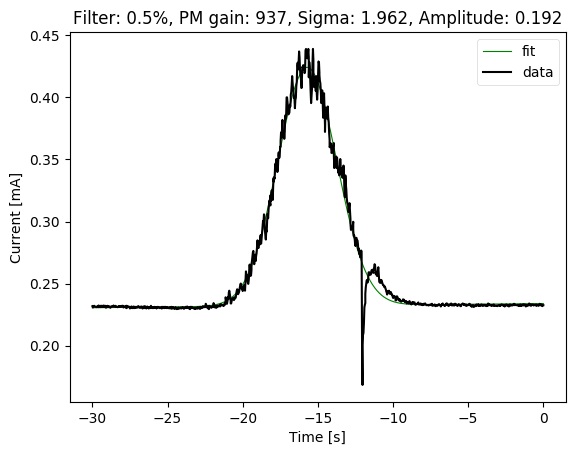 Filter: 0.5%, PM gain: 937, Sigma: 1.962, Amplitude: 0.192
fit
data
0.45
0.40
0.35
0.30
0.25
0.20
Current [mA]
−30
−25
−20
−15
−10
−5
0
Time [s]